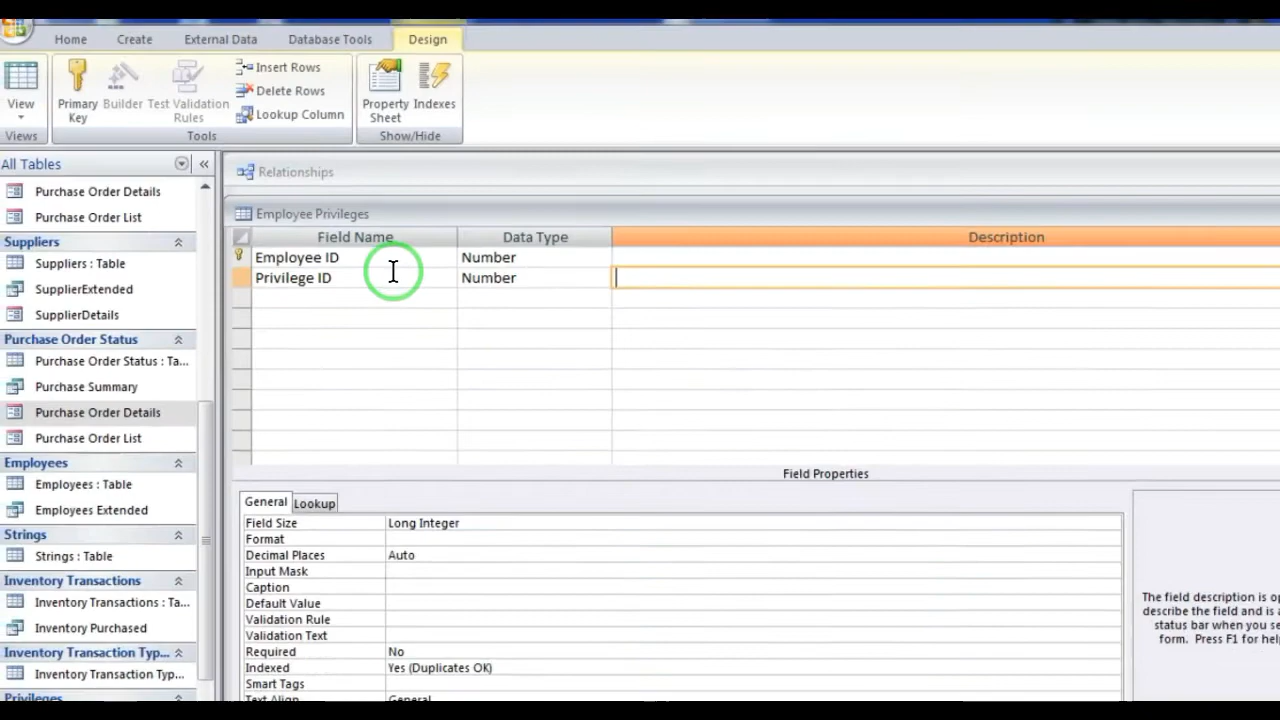 Home Create External Data Database Tools Design
View
Primary Key
Builder
Test Validation Rules
Insert Rows
Delete Rows
Lookup Column
Property Sheet
Indexes
Views
Tools
Show/Hide
All Tables
Purchase Order Details
Purchase Order List
Suppliers
Suppliers : Table
SupplierExtended
SupplierDetails
Purchase Order Status
Purchase Order Status : Ta...
Purchase Summary
Purchase Order Details
Purchase Order List
Employees
Employees : Table
Employees Extended
Strings
Strings : Table
Inventory Transactions
Inventory Transactions : Ta...
Inventory Purchased
Inventory Transaction Typ...
Inventory Transaction Typ...
Privileges
Relationships
Employee Privileges
Field Name Data Type Description
Employee ID Number
Privilege ID Number
Field Properties
General Lookup
Field Size Long Integer
Format
Decimal Places Auto
Input Mask
Caption
Default Value
Validation Rule
Validation Text
Required No
Indexed Yes (Duplicates OK)
Smart Tags
Text Align General
The field description is op
describe the field and is a
status bar when you se
form. Press F1 for help